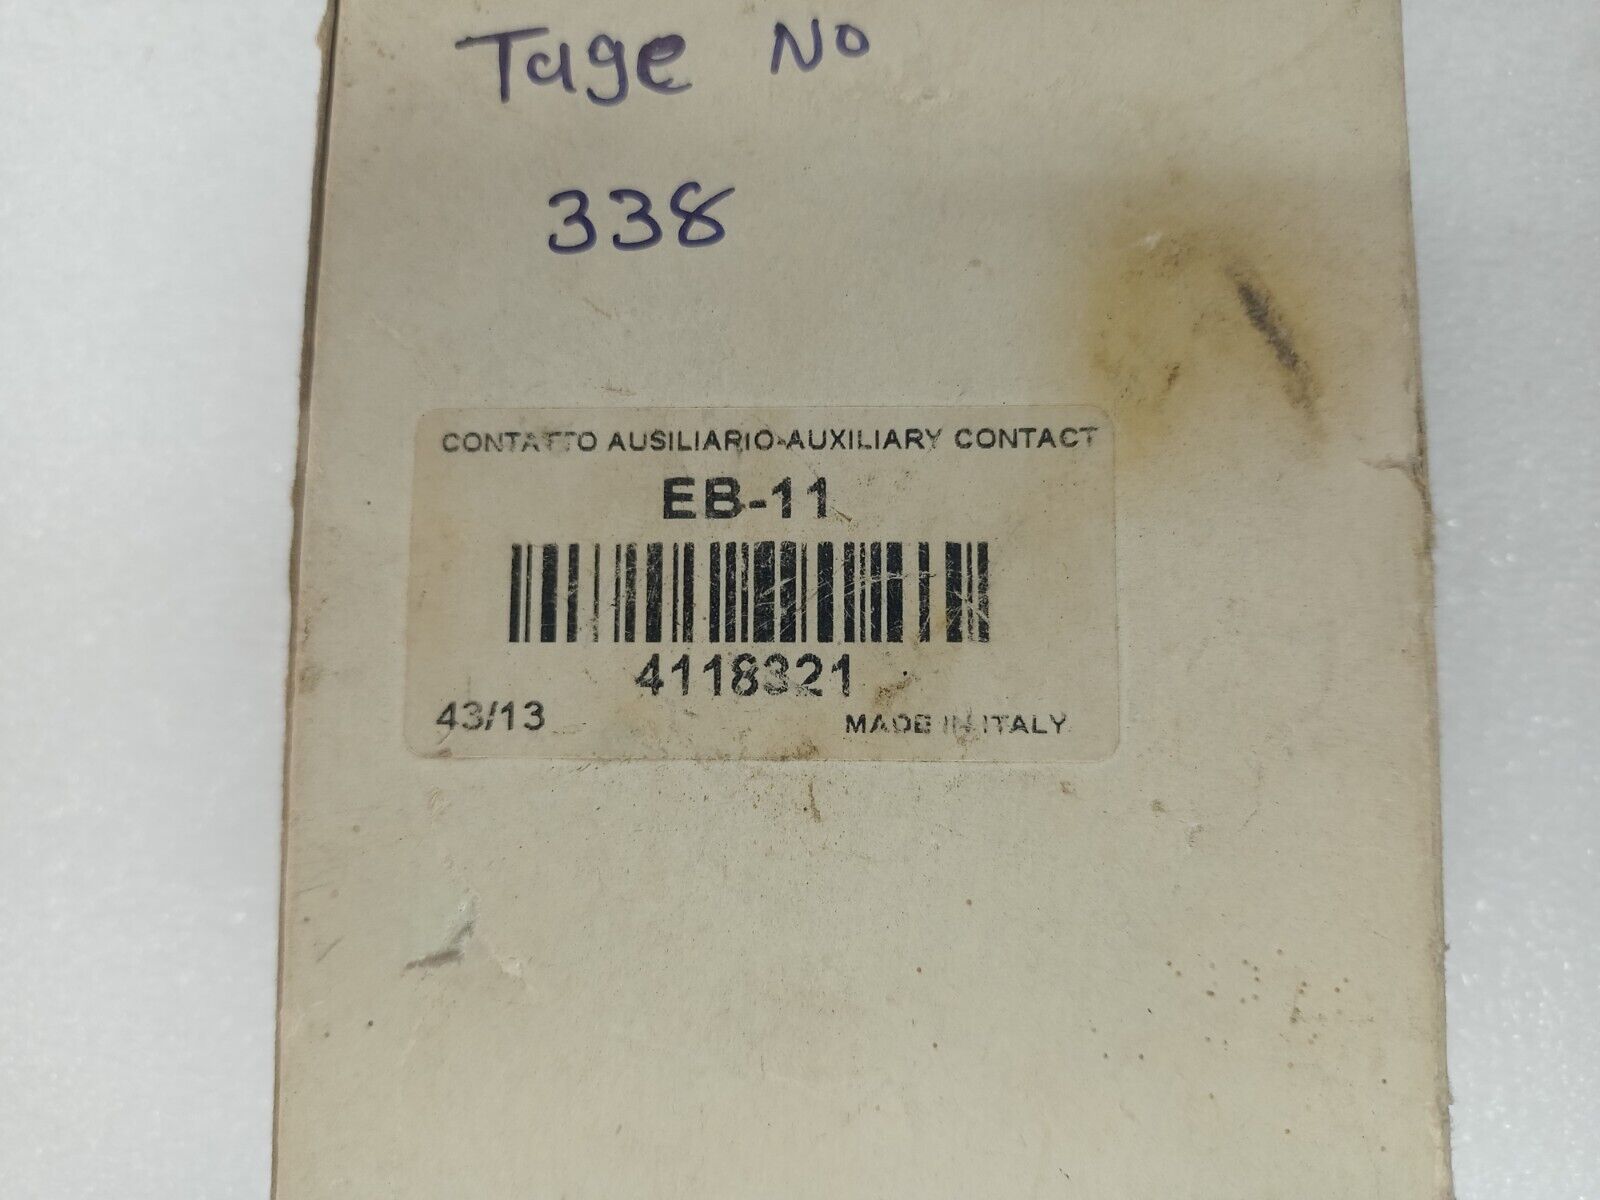 Tage No
338
CONTATTO AUSILIARIO-AUXILIARY CONTACT
EB-11
4118321
43/13
MADE IN ITALY